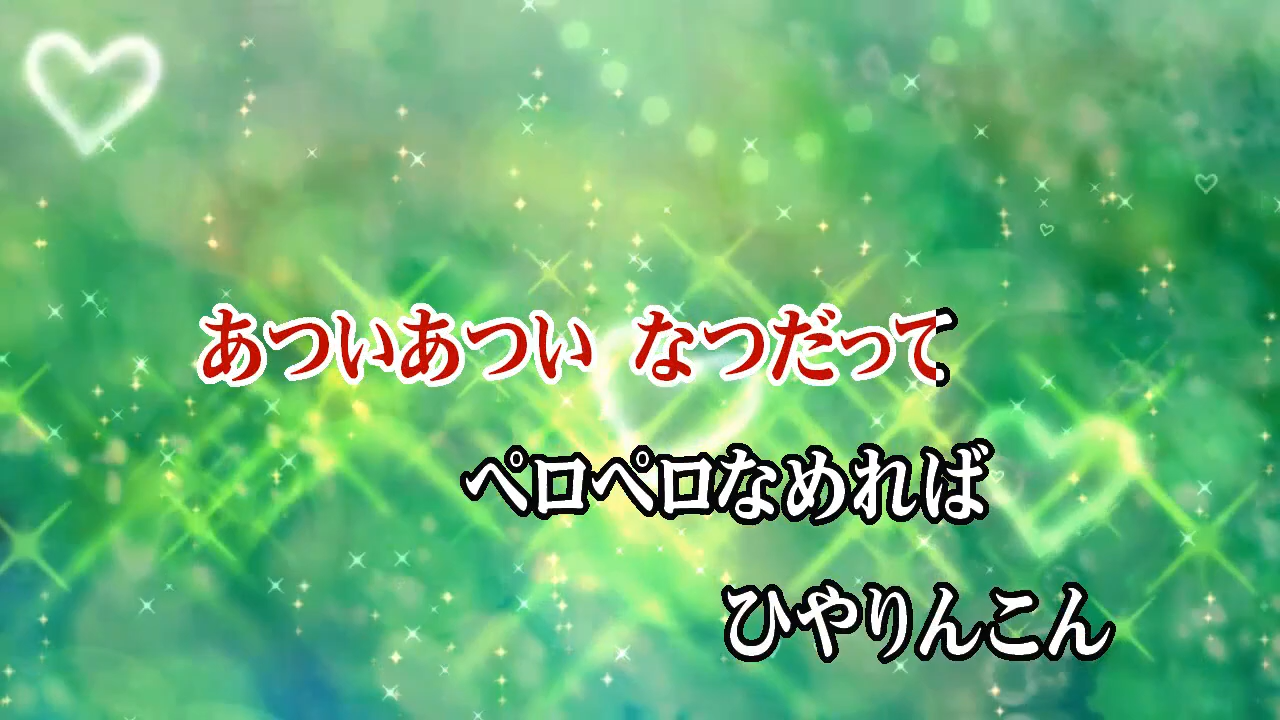 あついあつい なつだって
ペロペロなめれば
ひやりんこん